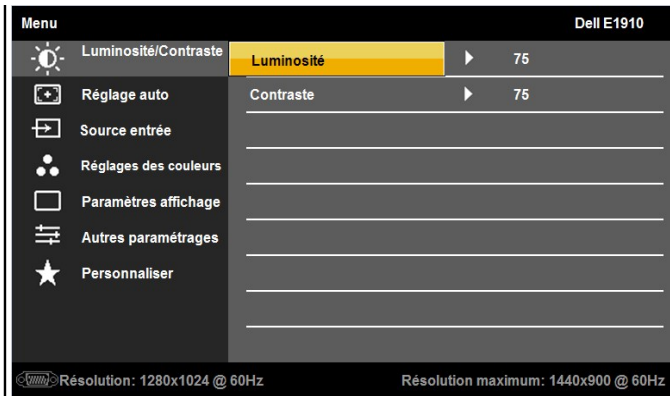 Menu Dell E1910
Luminosité/Contraste Luminosité 75
Réglage auto Contraste 75
Source entrée
Réglages des couleurs
Paramètres affichage
Autres paramétrages
Personnaliser
Résolution: 1280x1024 @ 60Hz Résolution maximum: 1440x900 @ 60Hz